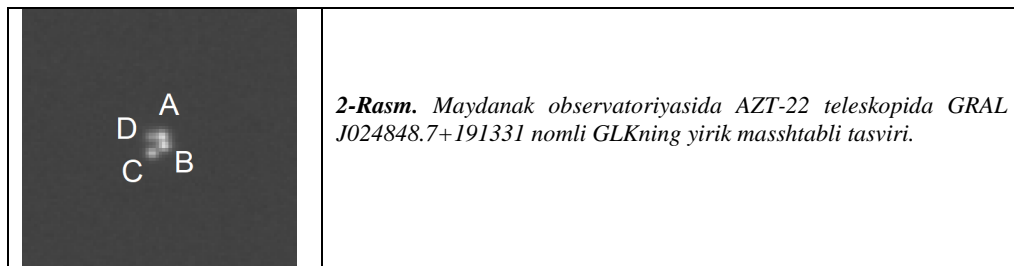 A
D
B
C
2-Rasm. Maydanak observatoriyasida AZT-22 teleskopida GRAL
J024848.7+191331 nomli GLKning yirik masshtabli tasviri.